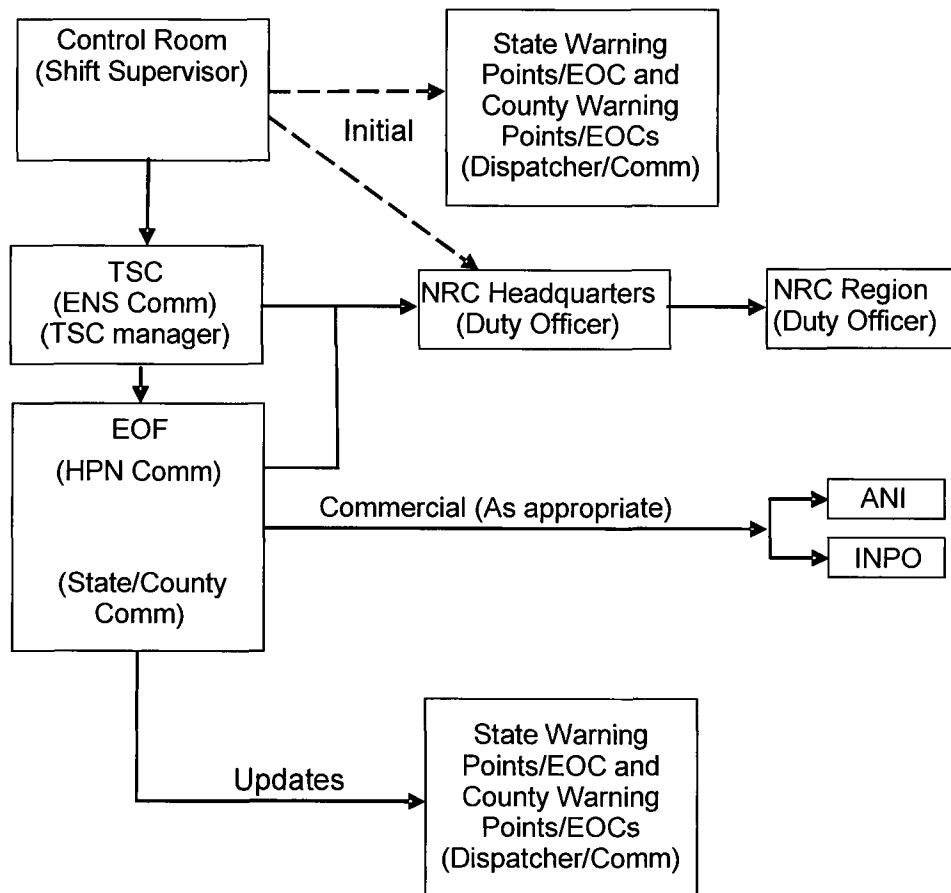 Control Room
(Shift Supervisor)
State Warning
Points/EOC and
County Warning
Points/EOCs
(Dispatcher/Comm)
Initial
TSC
(ENS Comm)
(TSC manager)
NRC Headquarters
(Duty Officer)
NRC Region
(Duty Officer)
EOF
(HPN Comm)
Commercial (As appropriate)
ANI
INPO
(State/County
Comm)
Updates
State Warning
Points/EOC and
County Warning
Points/EOCs
(Dispatcher/Comm)